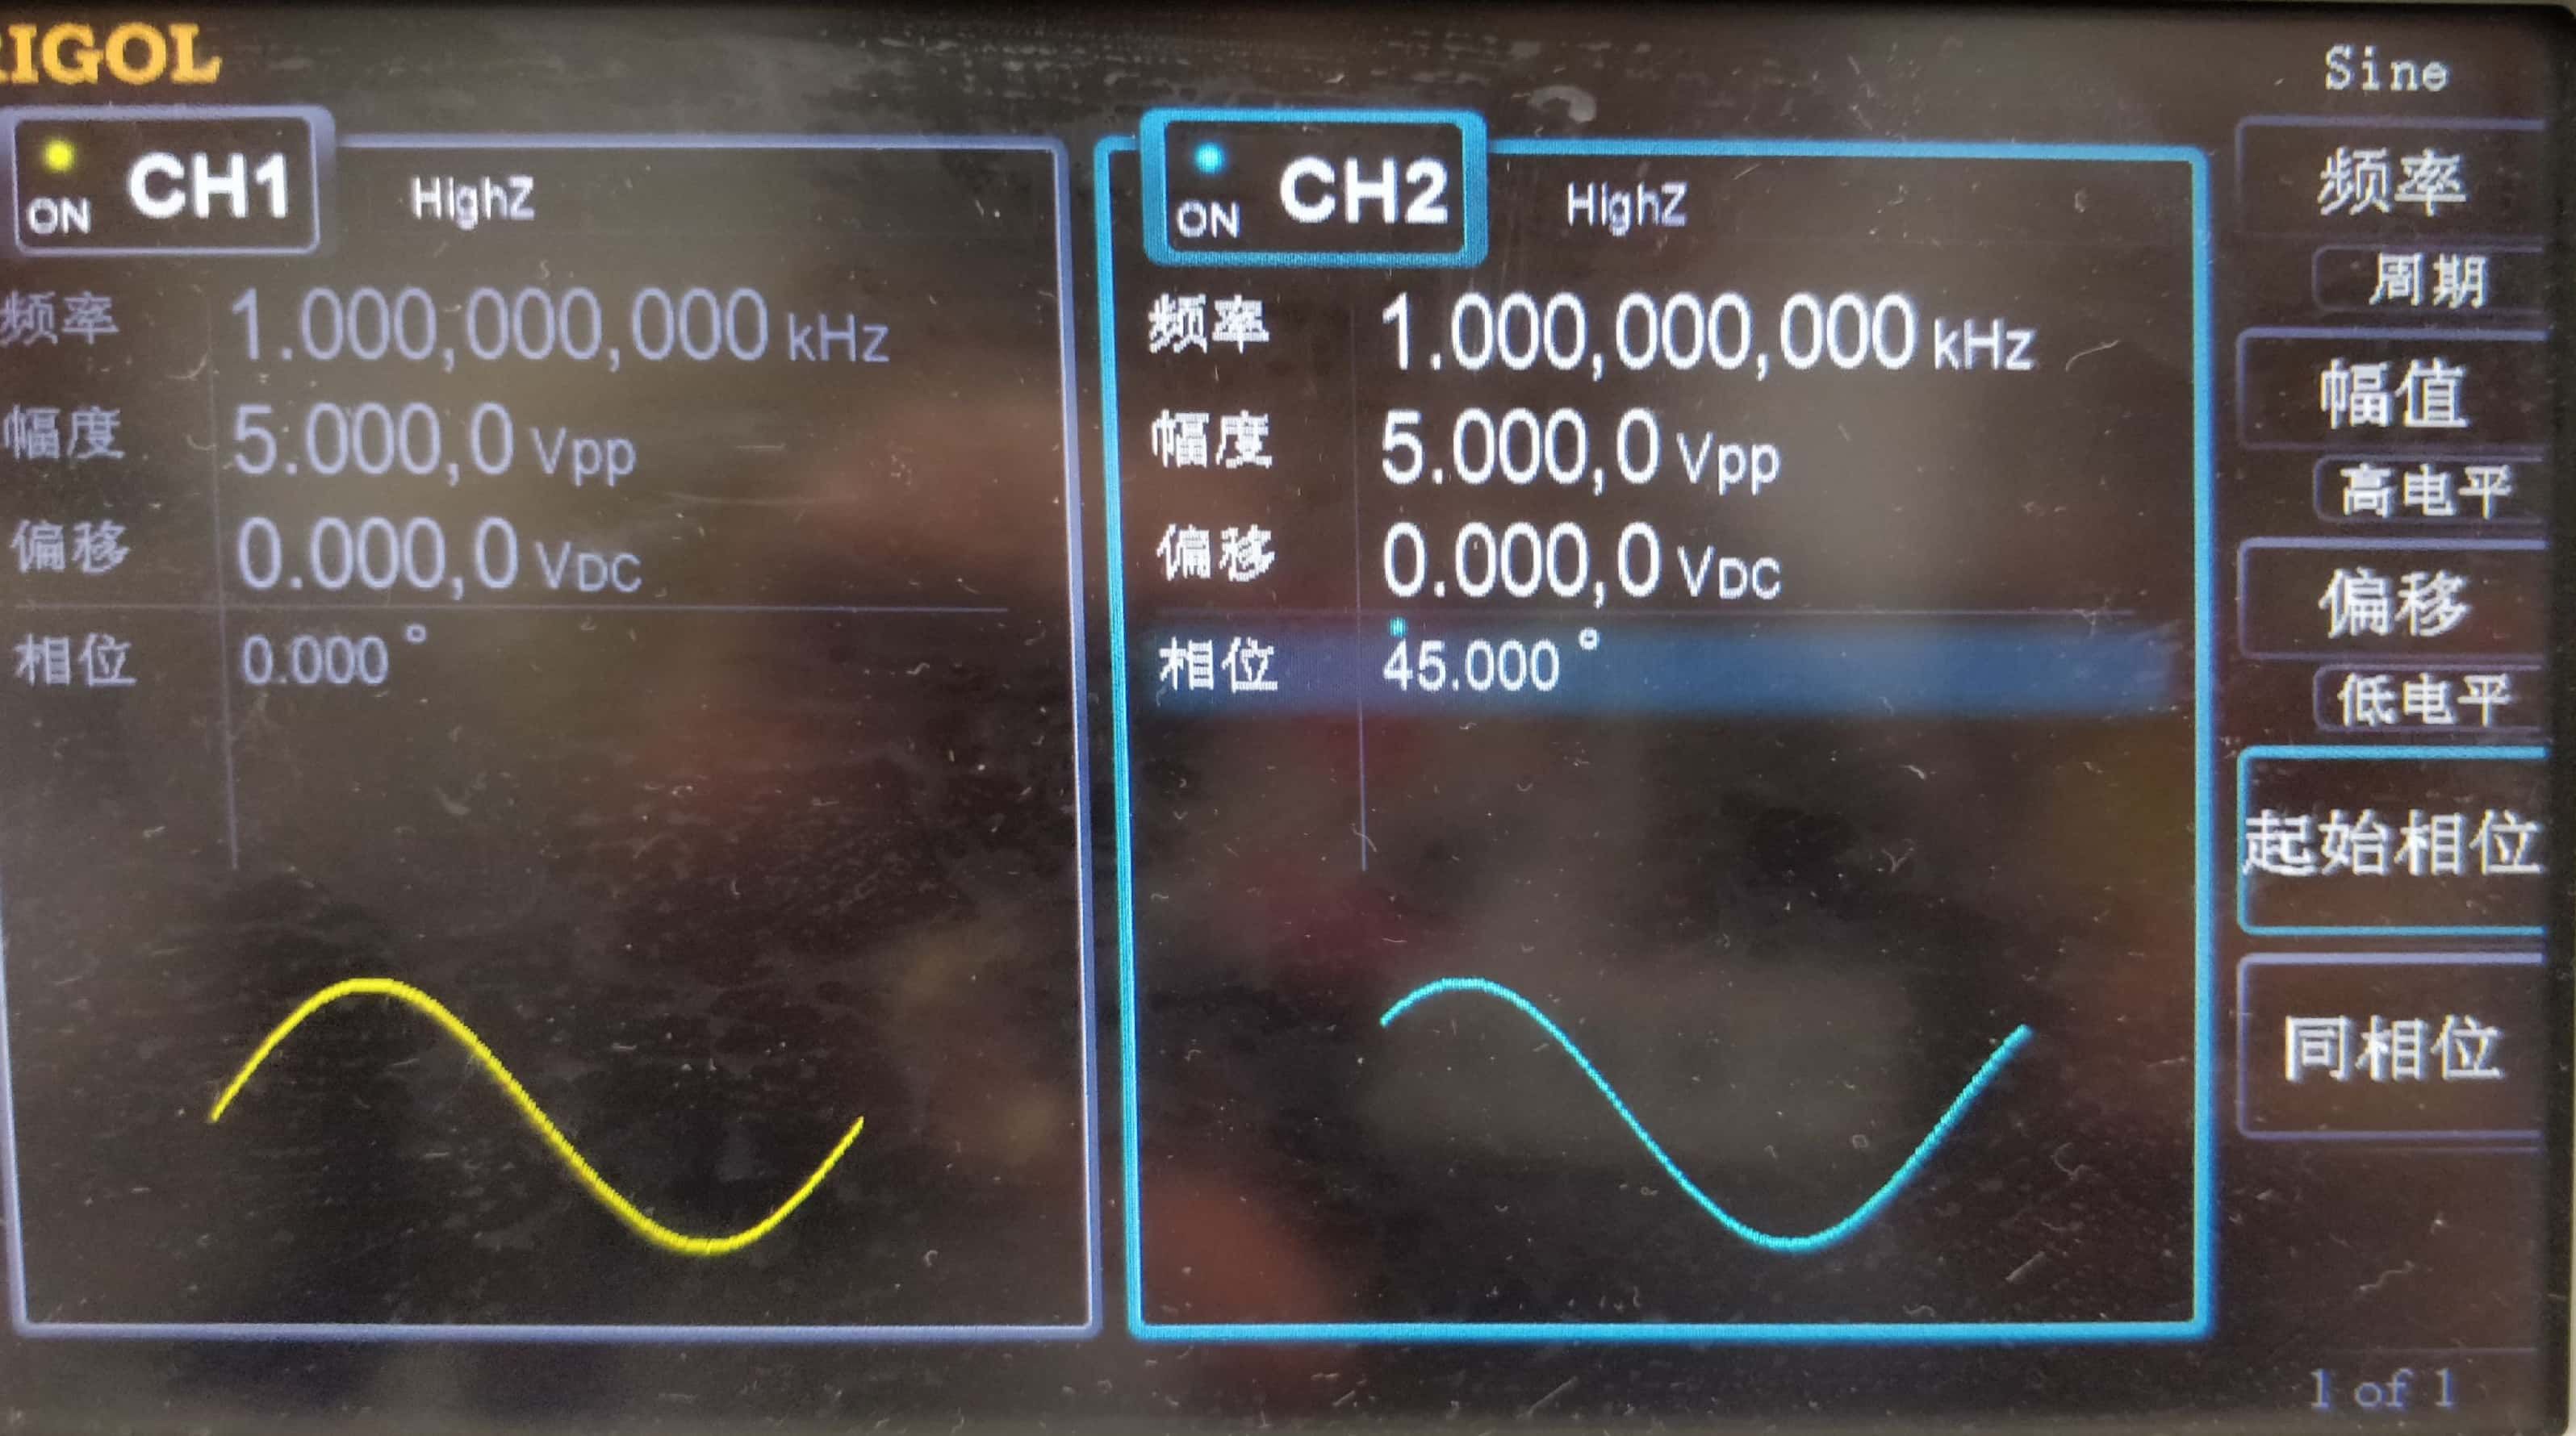 RIGOL
Sine
ON CH1 HighZ
频率 1.000,000,000 kHz
幅度 5.000,0 Vpp
偏移 0.000,0 VDC
相位 0.000 °
ON CH2 HighZ
频率 1.000,000,000 kHz
幅度 5.000,0 Vpp
偏移 0.000,0 VDC
相位 45.000 °
频率
周期
幅值
高电平
偏移
低电平
起始相位
同相位
1 of 1